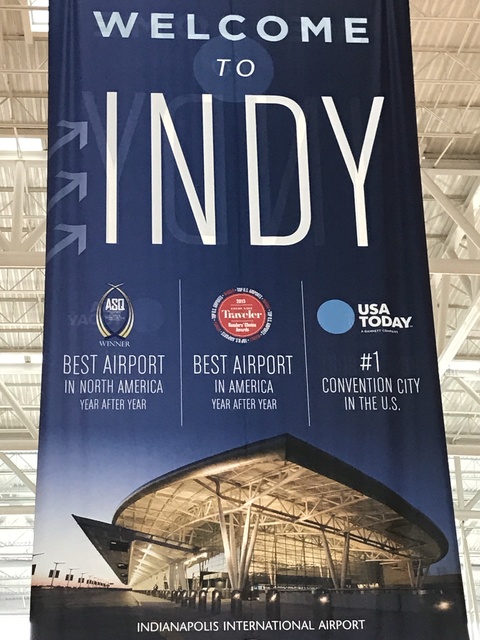 WELCOME
TO
INDY
ASQ
WINNER
BEST AIRPORT
IN NORTH AMERICA
YEAR AFTER YEAR
Traveler
BEST AIRPORT
IN AMERICA
YEAR AFTER YEAR
USA
TODAY
#1
CONVENTION CITY
IN THE U.S.
INDIANAPOLIS INTERNATIONAL AIRPORT